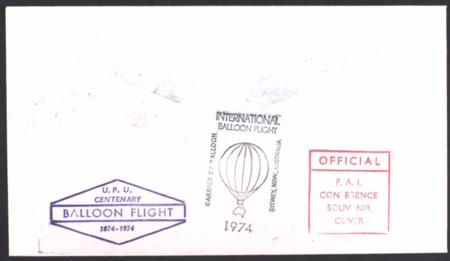 U.P.U.
CENTENARY
BALLOON FLIGHT
1874-1974
INTERNATIONAL
BALLOON FLIGHT
CARRIED BY BALLOON
SYDNEY, NSW, AUSTRALIA
1974
OFFICIAL
F.A.I.
CONFERENCE
SOUVENIR
COVER